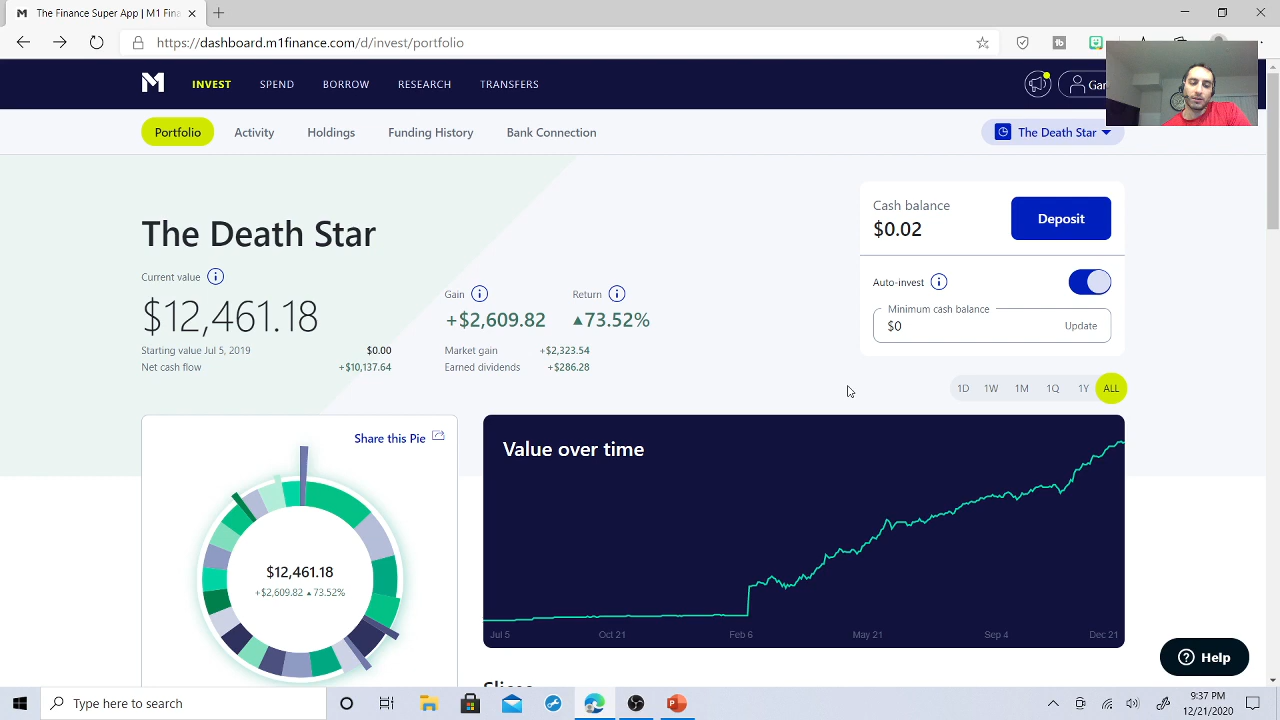 The Finance Super App | M1 Fina
https://dashboard.m1finance.com/d/invest/portfolio
INVEST SPEND BORROW RESEARCH TRANSFERS
Portfolio Activity Holdings Funding History Bank Connection The Death Star
The Death Star
Cash balance
$0.02
Deposit
Current value
$12,461.18
Starting value Jul 5, 2019 $0.00
Net cash flow +$10,137.64
Gain Return
+$2,609.82 ▲73.52%
Market gain +$2,323.54
Earned dividends +$286.28
Auto-invest
Minimum cash balance
$0 Update
1D 1W 1M 1Q 1Y ALL
Share this Pie
$12,461.18
+$2,609.82 ▲73.52%
Value over time
Jul 5 Oct 21 Feb 6 May 21 Sep 4 Dec 21
Help
Type here to search
9:37 PM
12/21/2020